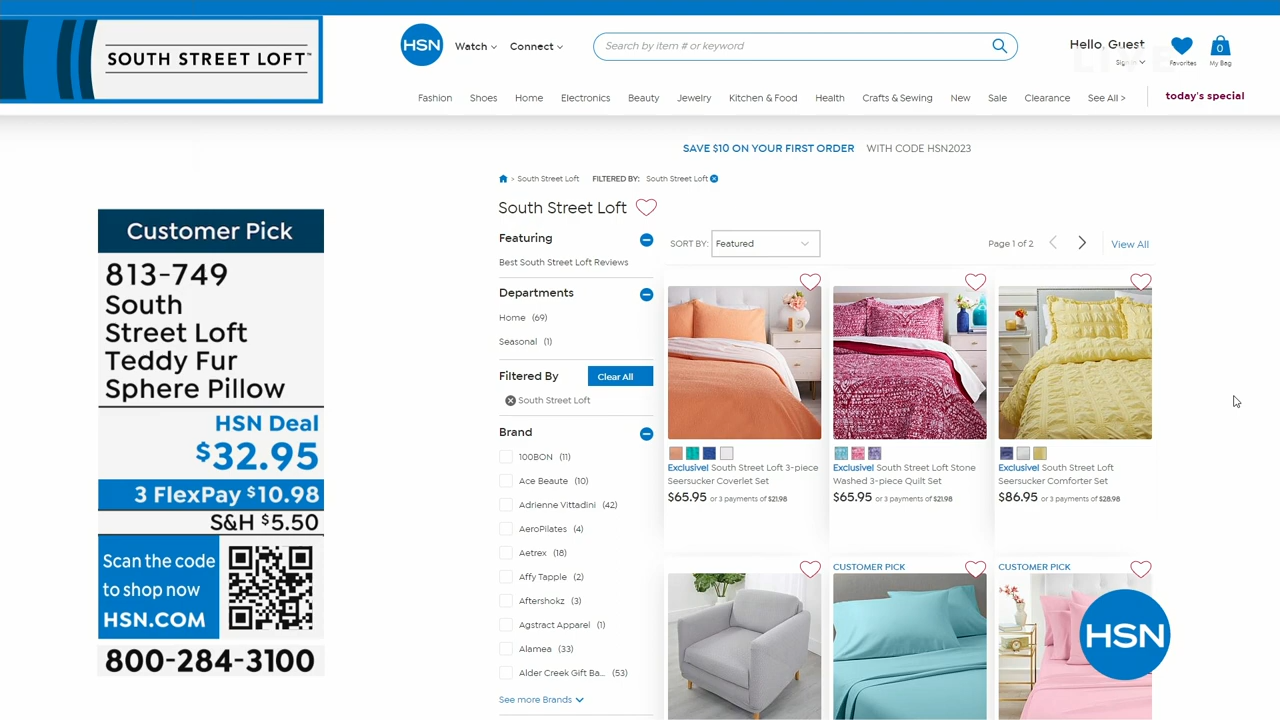 SOUTH STREET LOFT™
HSN
Watch
Connect
Search by item # or keyword
Hello, Guest
Sign In
LIVE
Favorites
0
My Bag
Fashion
Shoes
Home
Electronics
Beauty
Jewelry
Kitchen & Food
Health
Crafts & Sewing
New
Sale
Clearance
See All >
today's special
SAVE $10 ON YOUR FIRST ORDER WITH CODE HSN2023
> South Street Loft FILTERED BY: South Street Loft
South Street Loft
Customer Pick
813-749
South
Street Loft
Teddy Fur
Sphere Pillow
HSN Deal
$32.95
3 FlexPay $10.98
S&H $5.50
Scan the code
to shop now
HSN.COM
800-284-3100
Featuring
Best South Street Loft Reviews
Departments
Home (69)
Seasonal (1)
Filtered By
Clear All
South Street Loft
Brand
100BON (11)
Ace Beaute (10)
Adrienne Vittadini (42)
AeroPilates (4)
Aetrex (18)
Affy Tapple (2)
Aftershokz (3)
Agstract Apparel (1)
Alamea (33)
Alder Creek Gift Ba... (53)
See more Brands
SORT BY: Featured
Page 1 of 2
View All
Exclusive! South Street Loft 3-piece
Seersucker Coverlet Set
$65.95 or 3 payments of $21.98
Exclusive! South Street Loft Stone
Washed 3-piece Quilt Set
$65.95 or 3 payments of $21.98
Exclusive! South Street Loft
Seersucker Comforter Set
$86.95 or 3 payments of $28.98
CUSTOMER PICK
CUSTOMER PICK
HSN